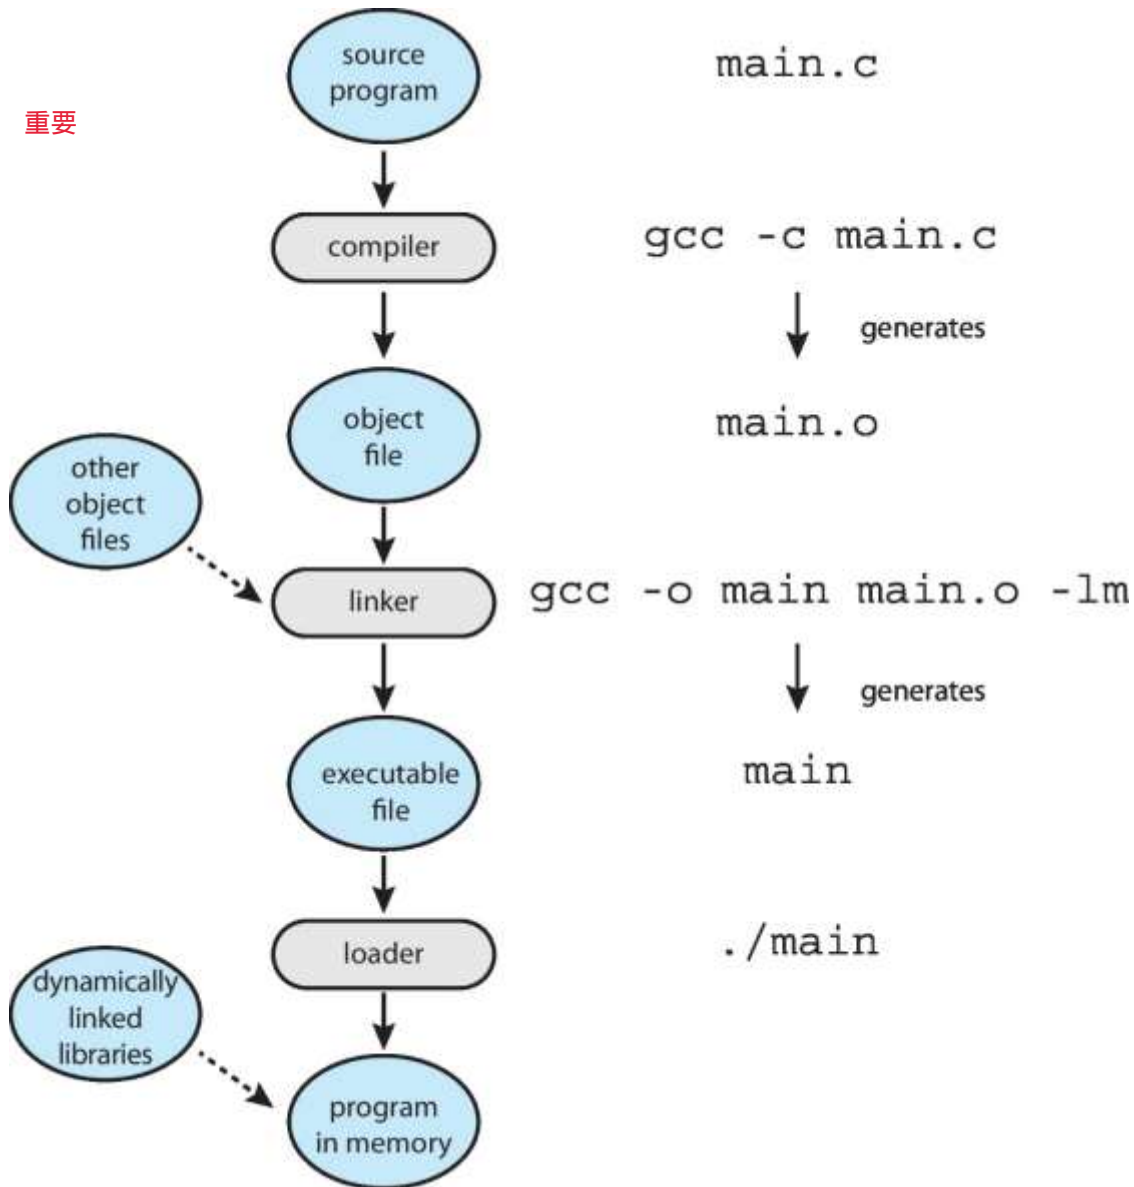 source
program
main.c
重要
compiler
gcc -c main.c
generates
object
file
main.o
other
object
files
linker
gcc -o main main.o -lm
generates
executable
file
main
loader
./main
dynamically
linked
libraries
program
in memory